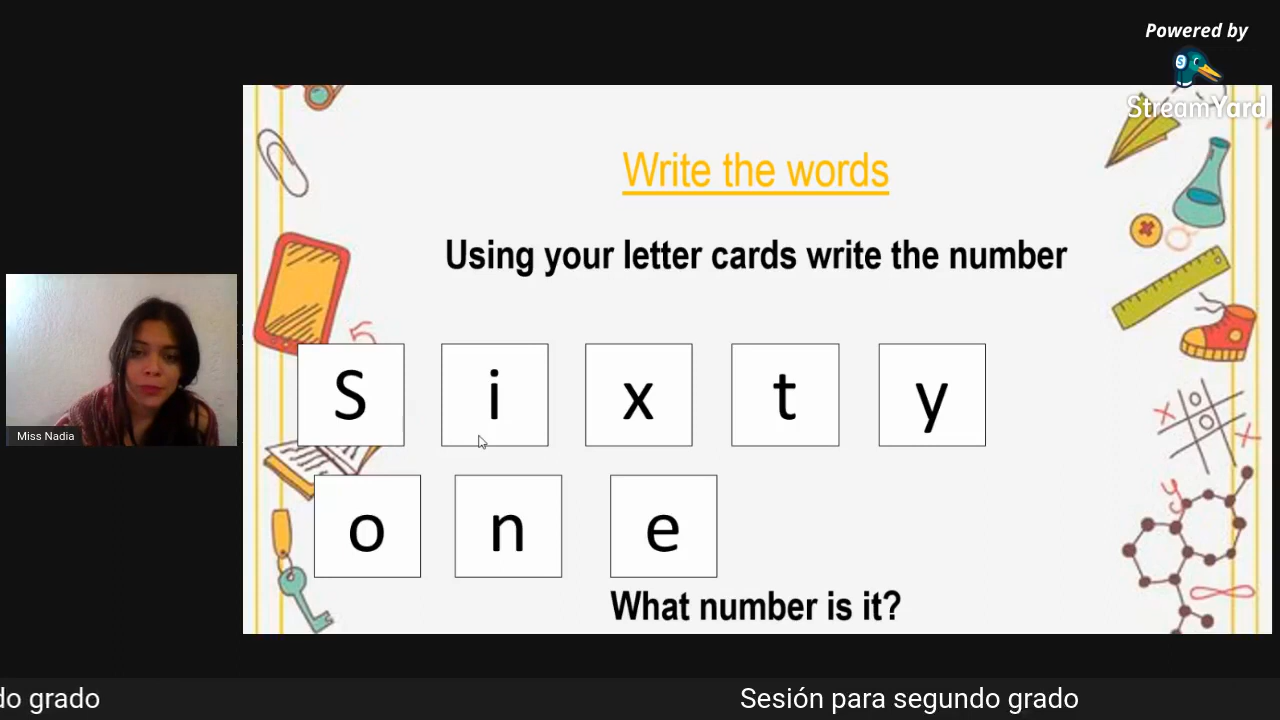 Powered by
StreamYard
Write the words
Using your letter cards write the number
S i x t y
o n e
What number is it?
Miss Nadia
do grado
Sesión para segundo grado